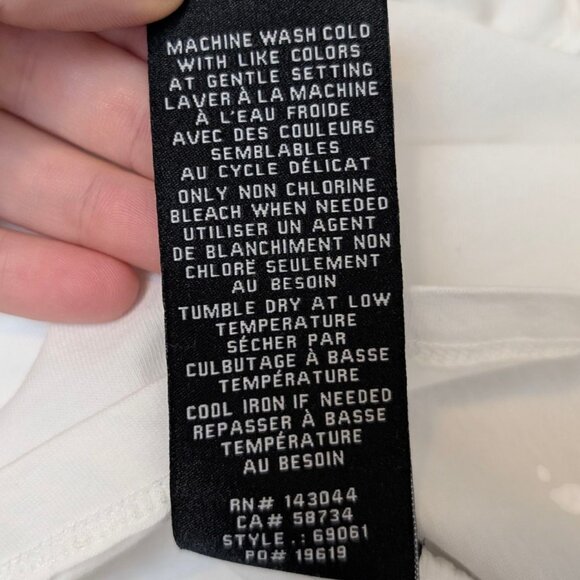 MACHINE WASH COLD
WITH LIKE COLORS
AT GENTLE SETTING
LAVER À LA MACHINE
À L'EAU FROIDE
AVEC DES COULEURS
SEMBLABLES
AU CYCLE DÉLICAT
ONLY NON CHLORINE
BLEACH WHEN NEEDED
UTILISER UN AGENT
DE BLANCHIMENT NON
CHLORÉ SEULEMENT
AU BESOIN
TUMBLE DRY AT LOW
TEMPERATURE
SÉCHER PAR
CULBUTAGE À BASSE
TEMPÉRATURE
COOL IRON IF NEEDED
REPASSER À BASSE
TEMPÉRATURE
AU BESOIN
RN# 143044
CA# 58734
STYLE.: 69061
PO# 19619